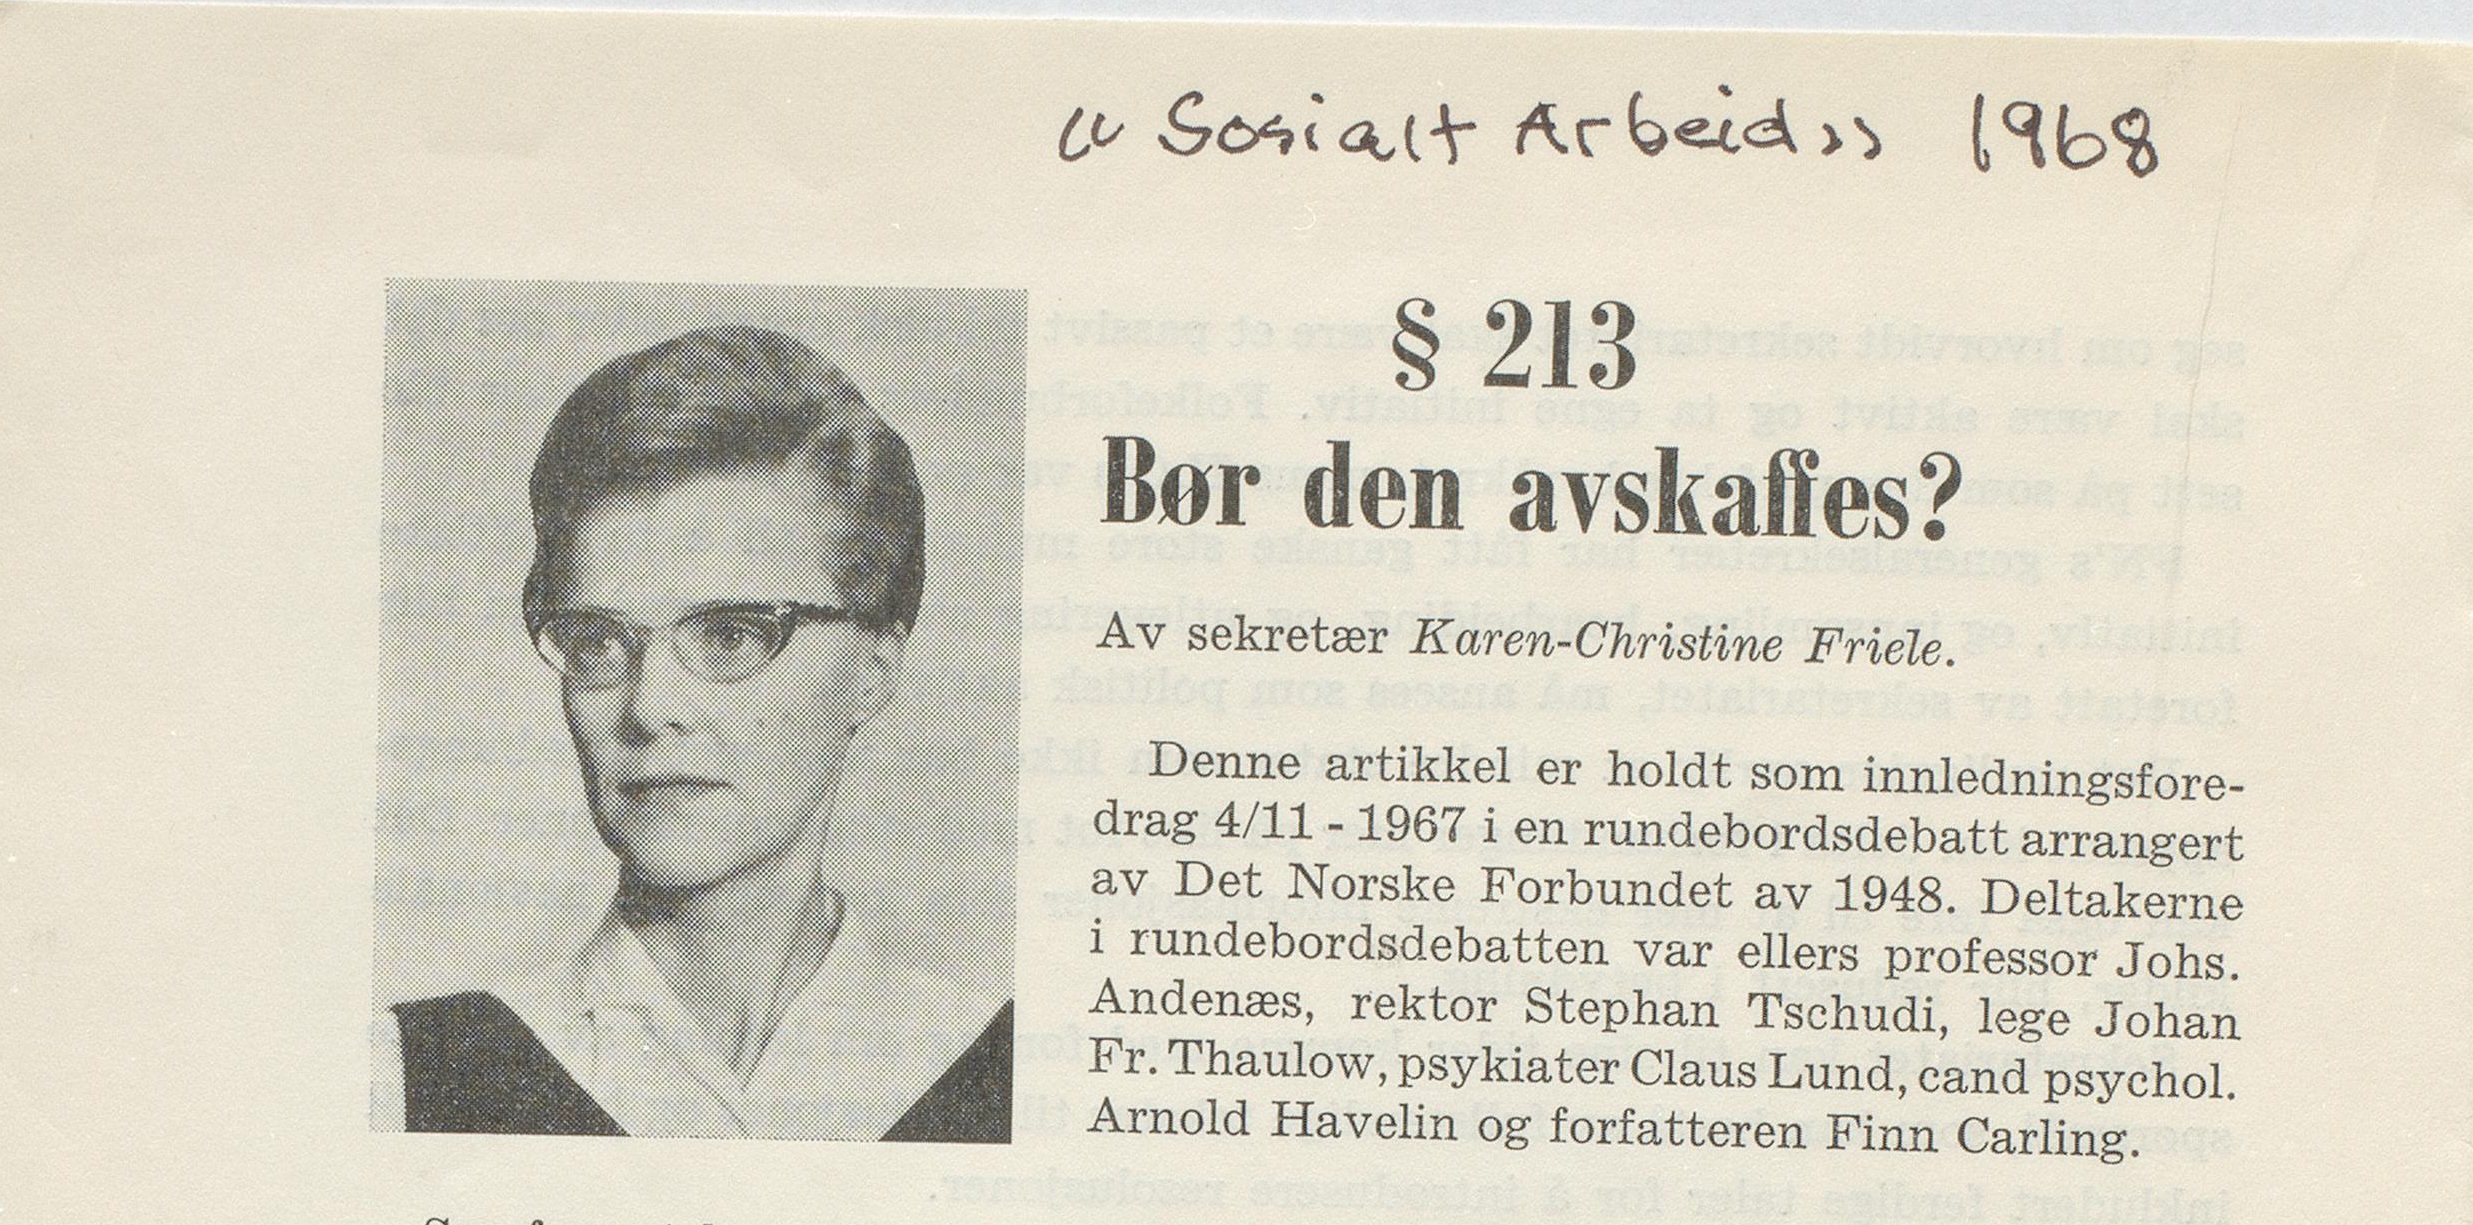 « Sosialt Arbeid» 1968
§ 213
Bør den avskaffes?
Av sekretær Karen-Christine Friele.
Denne artikkel er holdt som innledningsfore-
drag 4/11 - 1967 i en rundebordsdebatt arrangert
av Det Norske Forbundet av 1948. Deltakerne
i rundebordsdebatten var ellers professor Johs.
Andenæs, rektor Stephan Tschudi, lege Johan
Fr. Thaulow, psykiater Claus Lund, cand psychol.
Arnold Havelin og forfatteren Finn Carling.